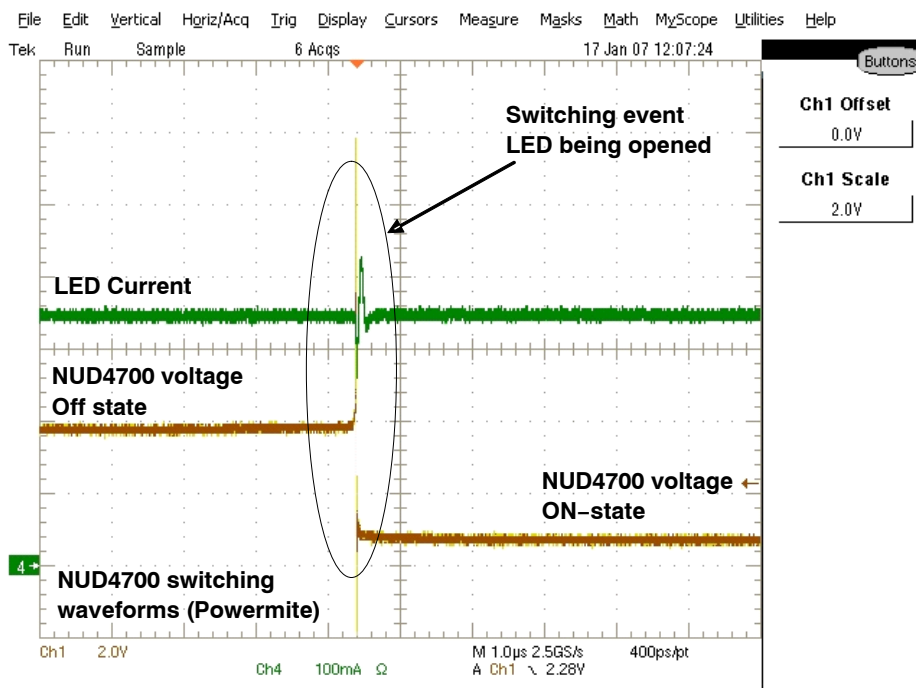 File Edit Vertical Horiz/Acq Trig Display Cursors Measure Masks Math MyScope Utilities Help
Tek Run Sample 6 Acqs 17 Jan 07 12:07:24
Buttons
Ch1 Offset
0.0V
Ch1 Scale
2.0V
Switching event
LED being opened
LED Current
NUD4700 voltage
Off state
NUD4700 voltage
ON−state
4
NUD4700 switching
waveforms (Powermite)
Ch1 2.0V M 1.0µs 2.5GS/s 400ps/pt
Ch4 100mA Ω A Ch1 ∖ 2.28V